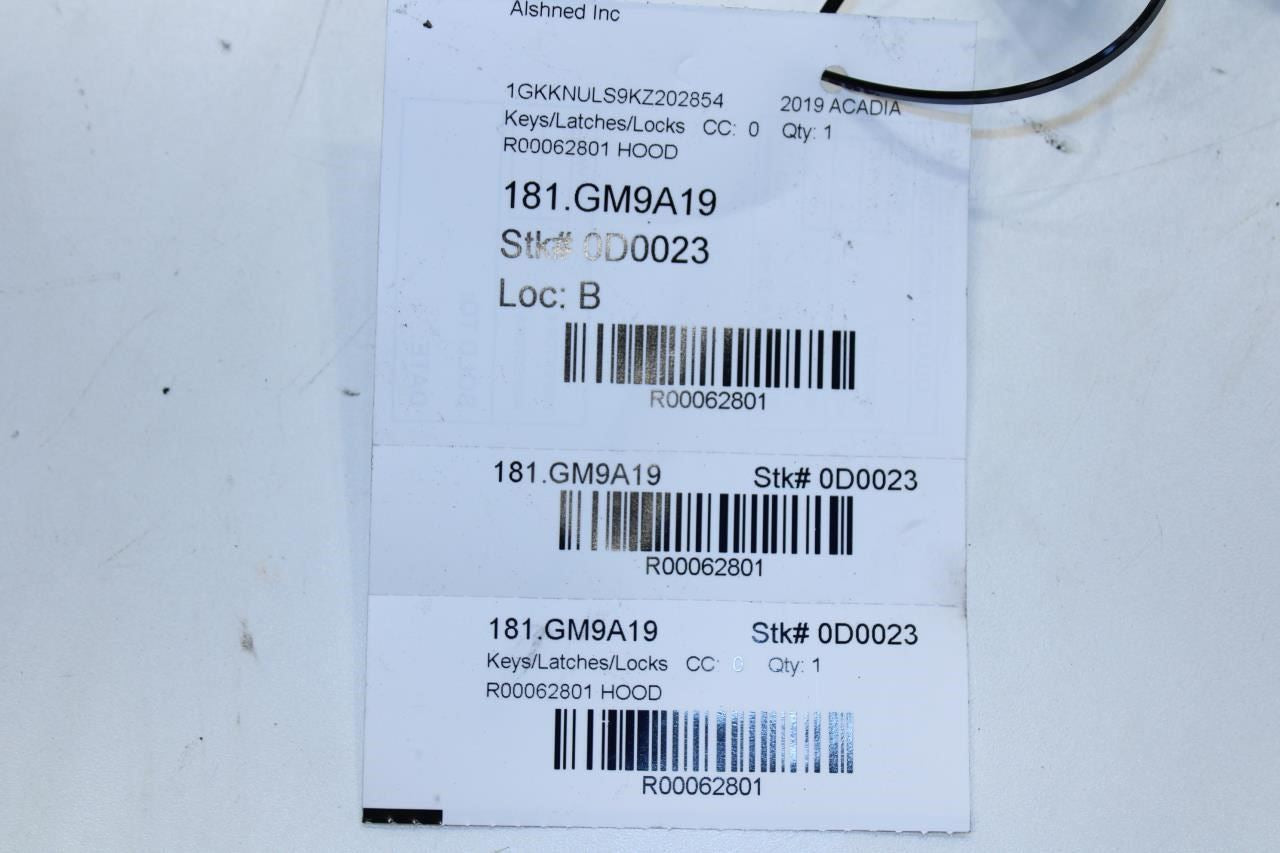 Alshned Inc
1GKKNULS9KZ202854 2019 ACADIA
Keys/Latches/Locks CC: 0 Qty: 1
R00062801 HOOD
181.GM9A19
Stk# 0D0023
Loc: B
R00062801
181.GM9A19 Stk# 0D0023
R00062801
181.GM9A19 Stk# 0D0023
Keys/Latches/Locks CC: 0 Qty: 1
R00062801 HOOD
R00062801